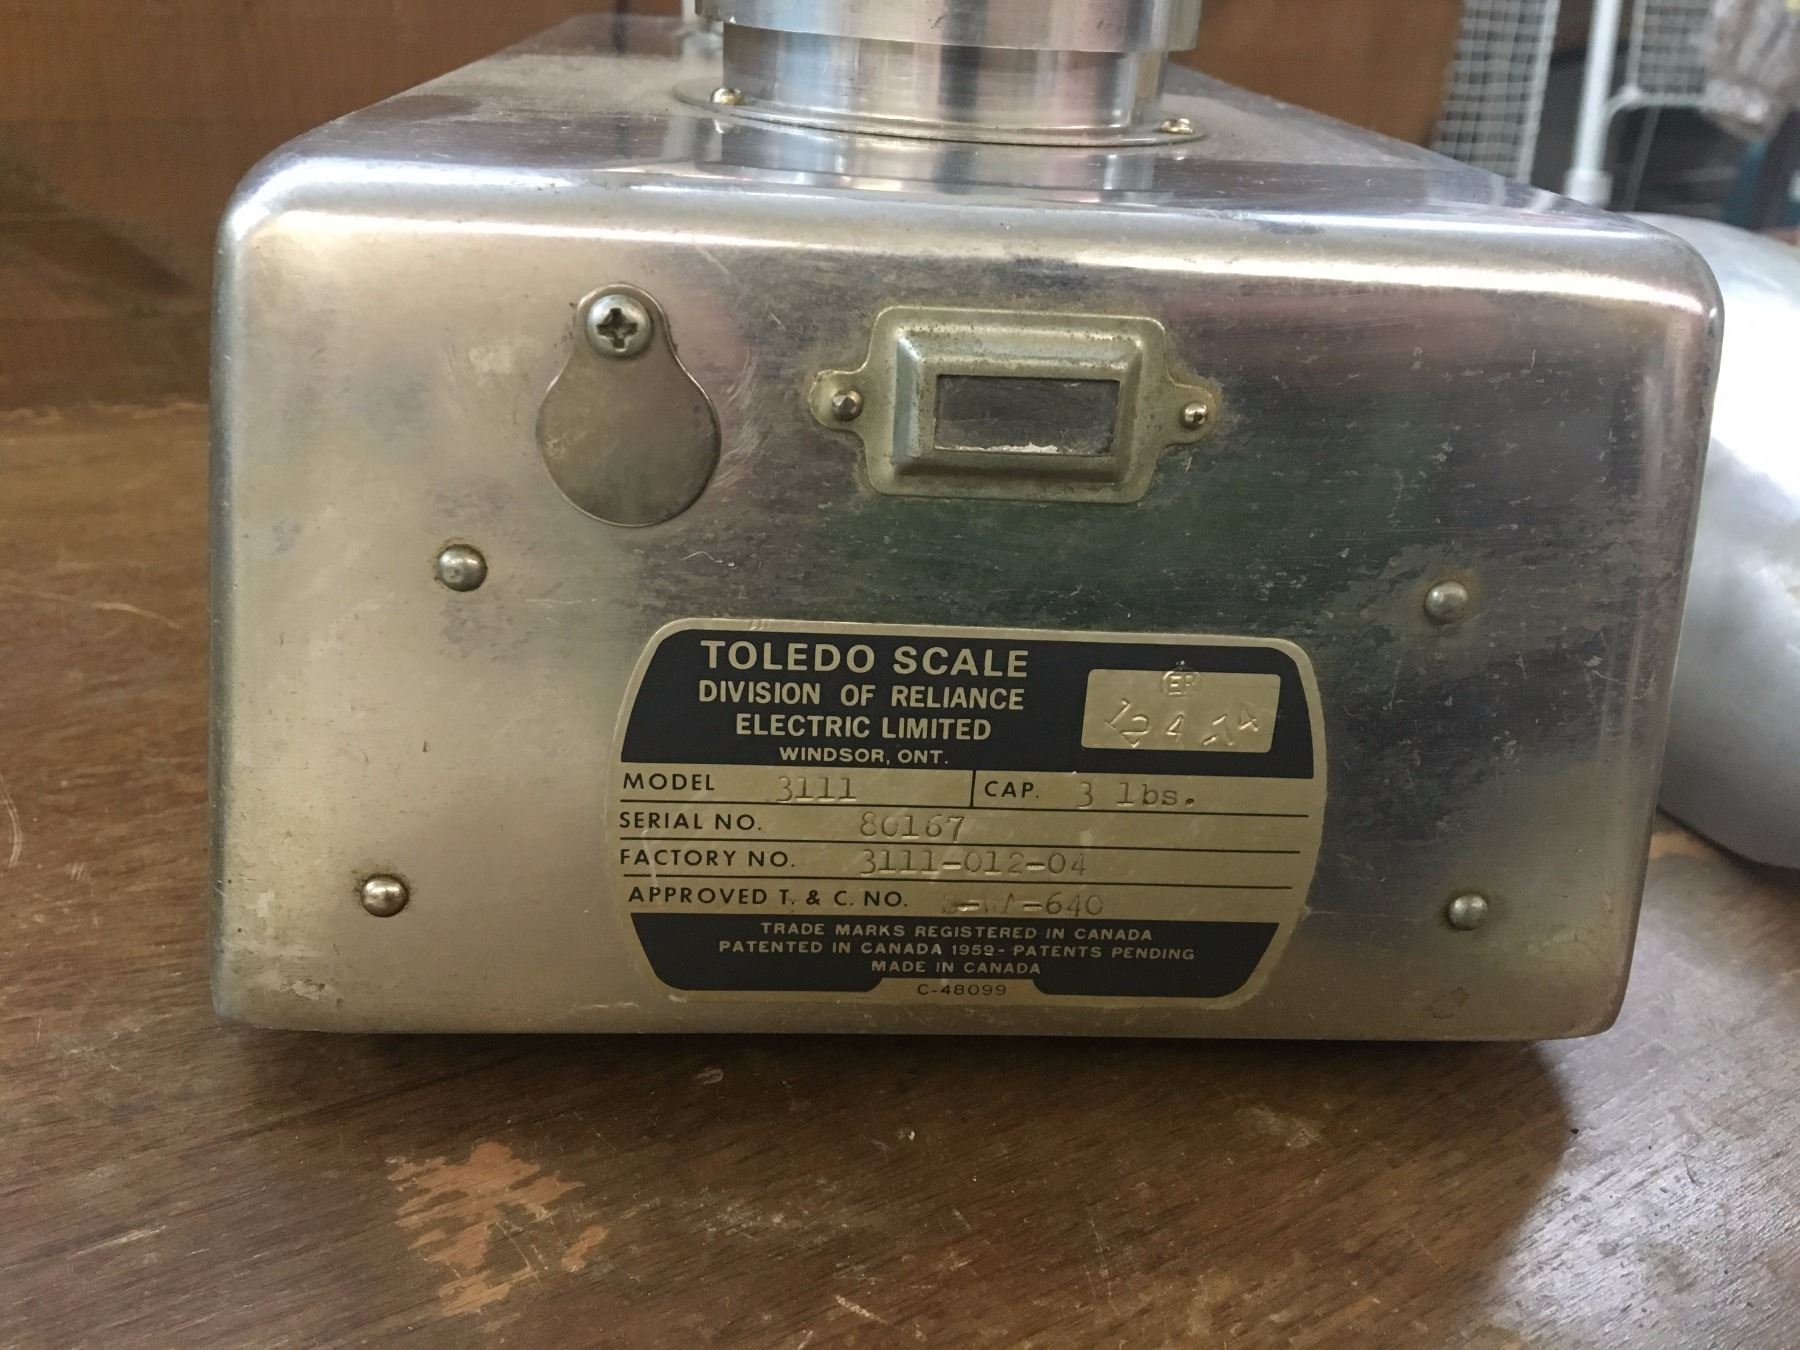 TOLEDO SCALE
DIVISION OF RELIANCE
ELECTRIC LIMITED
WINDSOR, ONT.
ER
MODEL 3111 CAP. 3 lbs.
SERIAL NO. 80167
FACTORY NO. 3111-012-04
APPROVED T. & C. NO.
TRADE MARKS REGISTERED IN CANADA
PATENTED IN CANADA 1959- PATENTS PENDING
MADE IN CANADA
C-48099